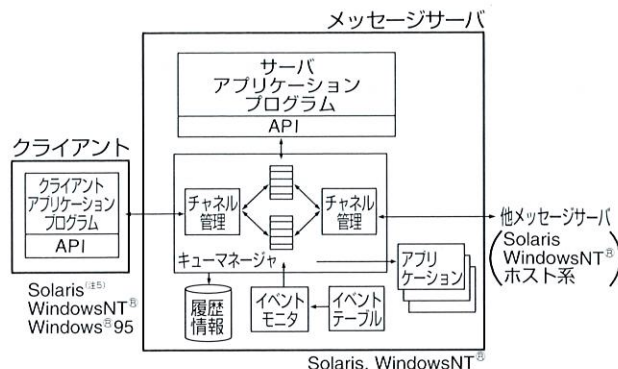 メッセージサーバ
サーバ
アプリケーション
プログラム
API
クライアント
クライアント
アプリケーション
プログラム
API
チャネル
管理
チャネル
管理
他メッセージサーバ
(Solaris
WindowsNT®
ホスト系)
キューマネージャ
アプリ
ケーション
Solaris(注5)
WindowsNT®
Windows®95
履歴
情報
イベント
モニタ
イベント
テーブル
Solaris, WindowsNT®